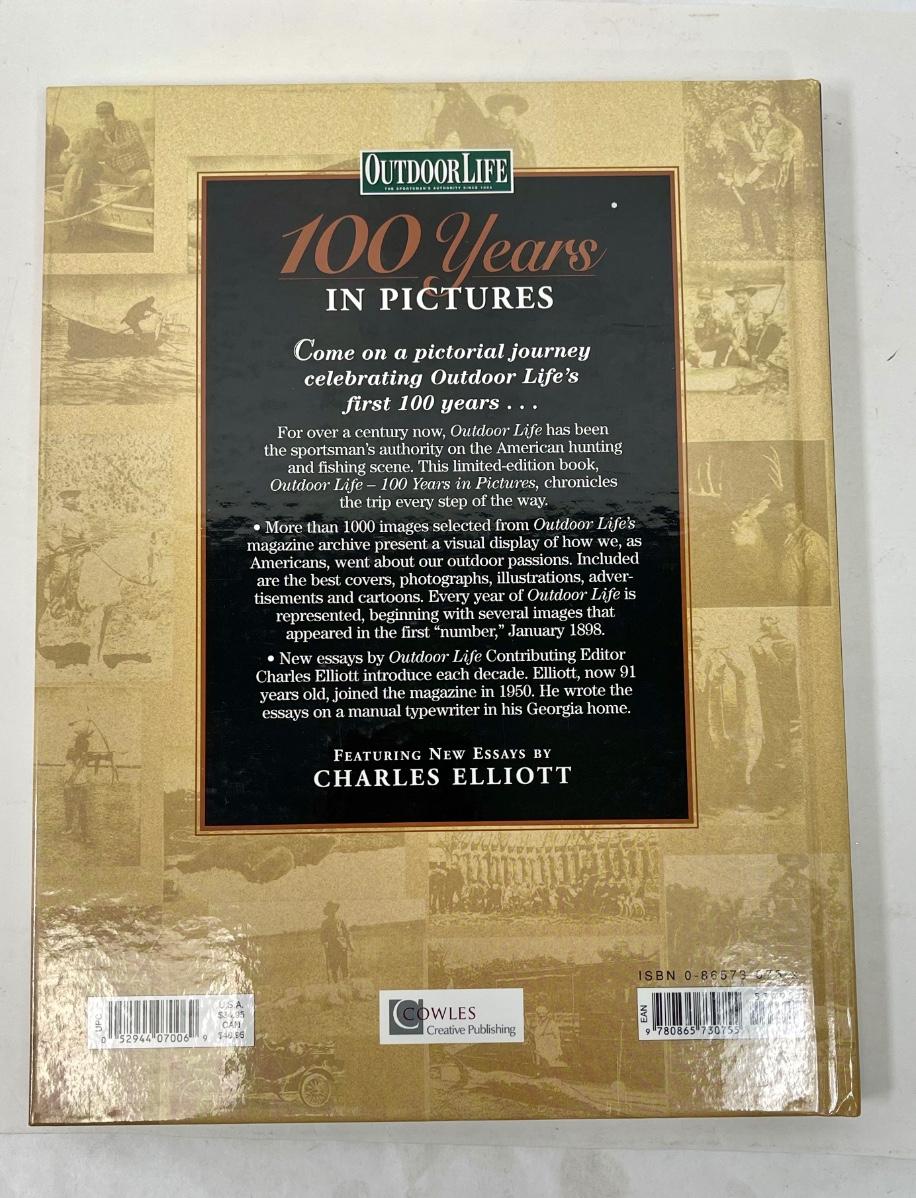 OUTDOOR LIFE
THE SPORTSMAN'S AUTHORITY SINCE 1898
100 Years
IN PICTURES
Come on a pictorial journey
celebrating Outdoor Life's
first 100 years . . .
For over a century now, Outdoor Life has been
the sportsman's authority on the American hunting
and fishing scene. This limited-edition book,
Outdoor Life – 100 Years in Pictures, chronicles
the trip every step of the way.
• More than 1000 images selected from Outdoor Life's
magazine archive present a visual display of how we, as
Americans, went about our outdoor passions. Included
are the best covers, photographs, illustrations, adver-
tisements and cartoons. Every year of Outdoor Life is
represented, beginning with several images that
appeared in the first “number,” January 1898.
• New essays by Outdoor Life Contributing Editor
Charles Elliott introduce each decade. Elliott, now 91
years old, joined the magazine in 1950. He wrote the
essays on a manual typewriter in his Georgia home.
FEATURING NEW ESSAYS BY
CHARLES ELLIOTT
UPC
0 52944 07006 9
U.S.A.
$34.95
CAN
COWLES
Creative Publishing
ISBN 0-86573
EAN
9 780865 730755